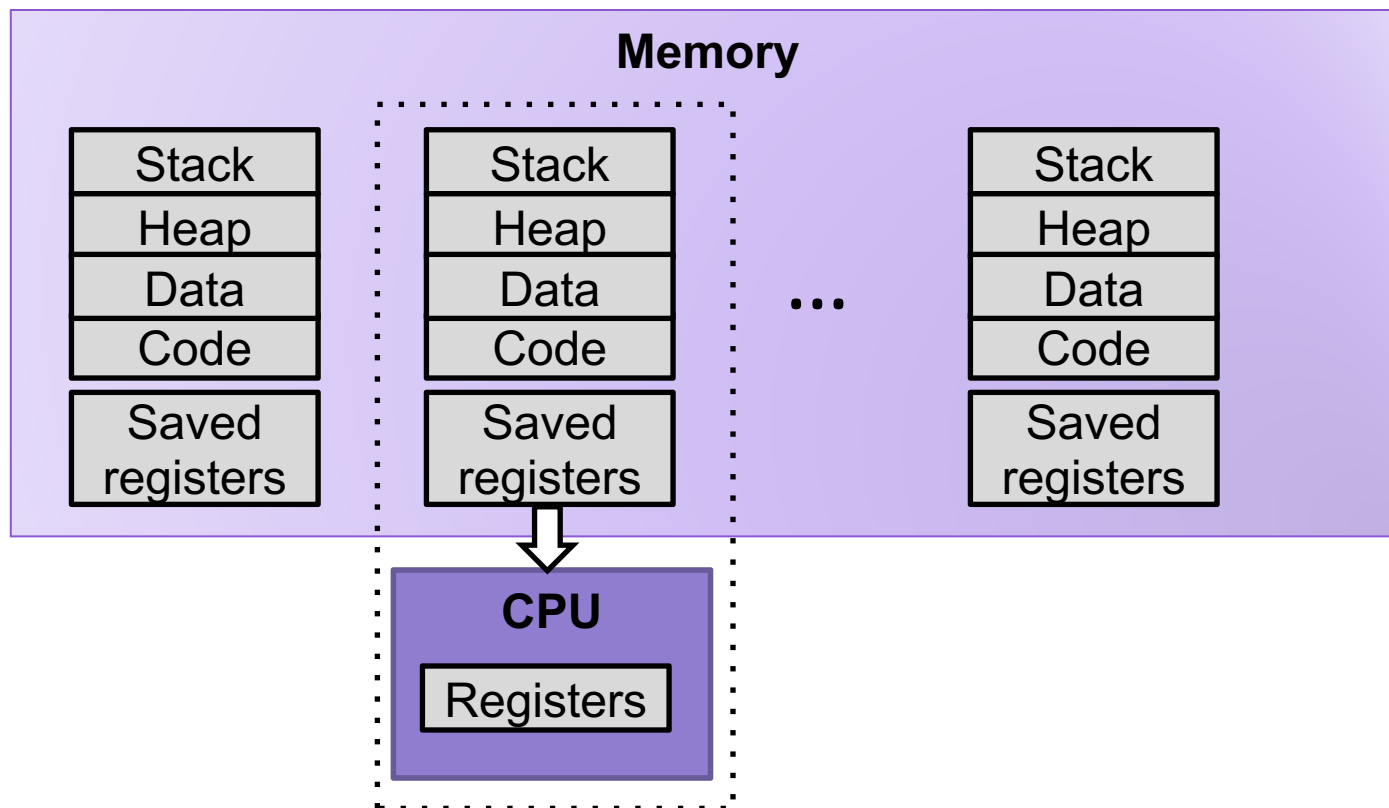 Memory
Stack
Heap
Data
Code
Saved
registers
Stack
Heap
Data
Code
Saved
registers
...
Stack
Heap
Data
Code
Saved
registers
CPU
Registers